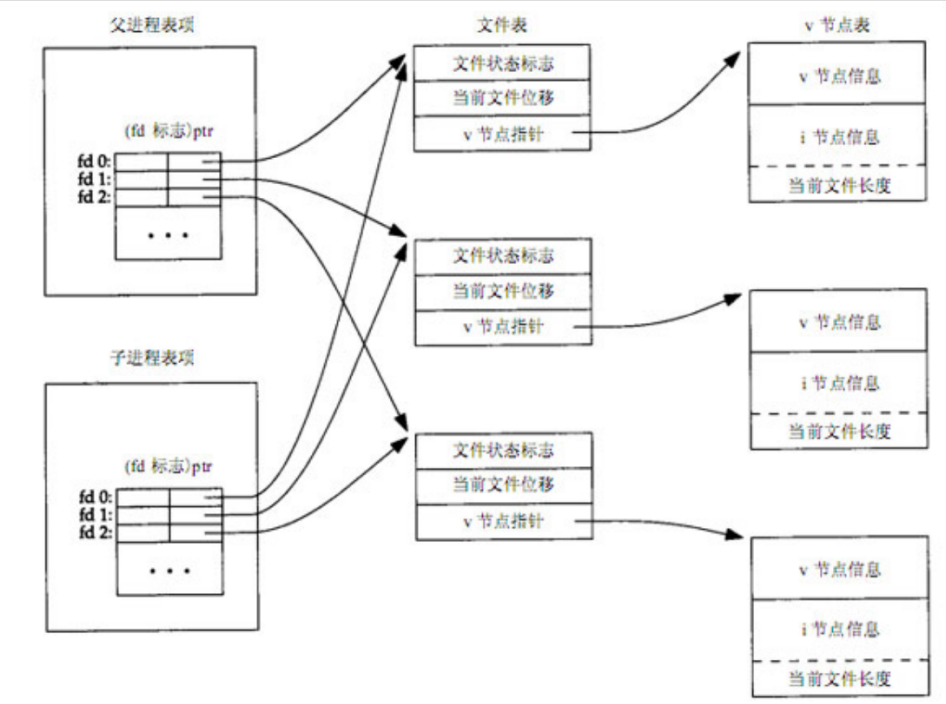 父进程表项
(fd 标志)ptr
fd 0:
fd 1:
fd 2:
• • •
子进程表项
(fd 标志)ptr
fd 0:
fd 1:
fd 2:
• • •
文件表
文件状态标志
当前文件位移
v 节点指针
文件状态标志
当前文件位移
v 节点指针
文件状态标志
当前文件位移
v 节点指针
v 节点表
v 节点信息
i 节点信息
当前文件长度
v 节点信息
i 节点信息
当前文件长度
v 节点信息
i 节点信息
当前文件长度